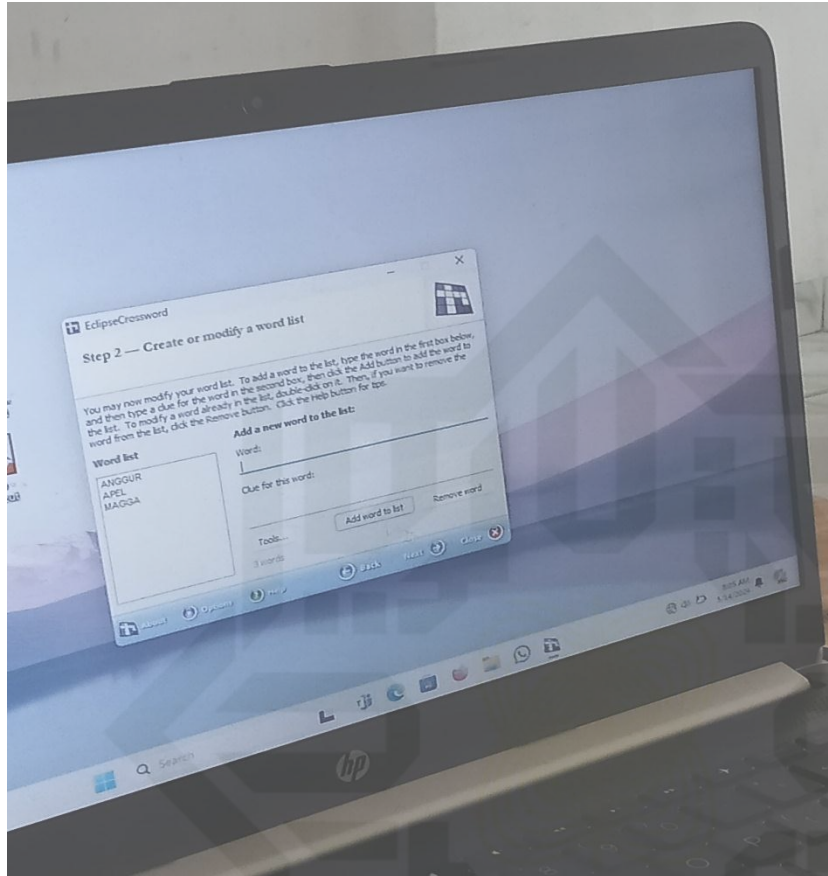 EclipseCrossword
Step 2 — Create or modify a word list
You may now modify your word list. To add a word to the list, type the word in the first box below,
and then type a clue for the word in the second box, then click the Add button to add the word to
the list. To modify a word already in the list, double-click on it. Then, if you want to remove the
word from the list, click the Remove button. Click the Help button for tips.
Word list
ANGGUR
APEL
MAGGA
Add a new word to the list:
Word:
Clue for this word:
Add word to list
Remove word
Tools...
3 words
About
Options
Help
Back
Next
Close
Search
8:05 AM
hp